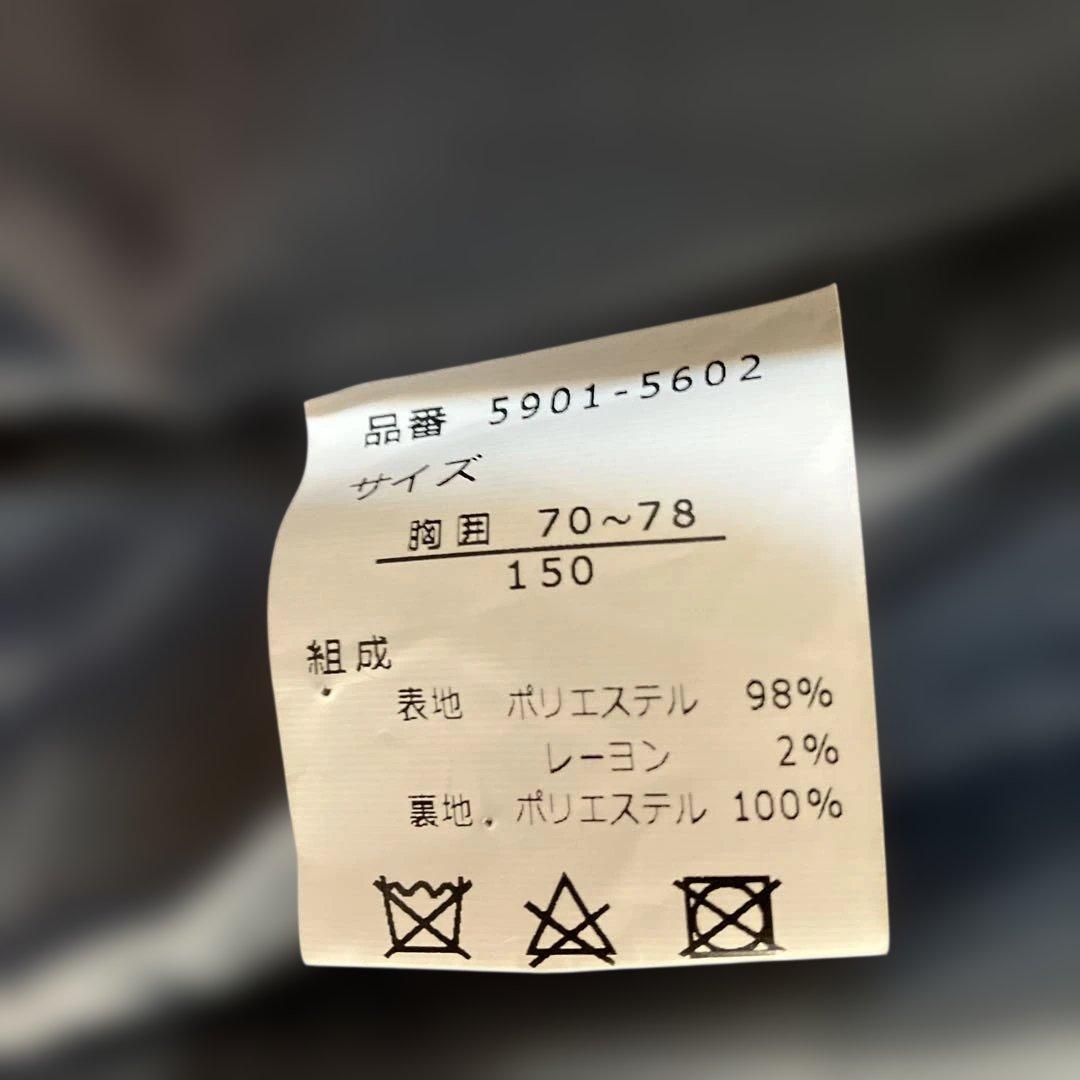 品番 5901-5602
サイズ
胸囲 70~78
150
組成
表地 ポリエステル 98%
レーヨン 2%
裏地 ポリエステル 100%